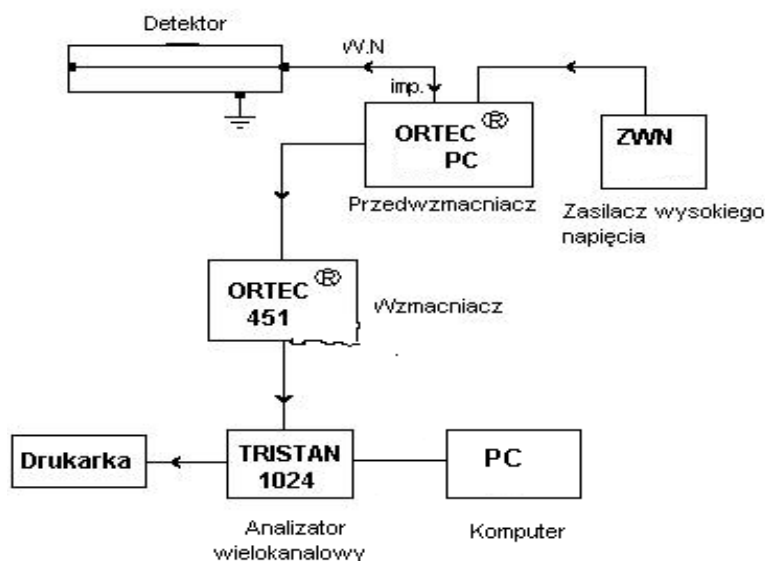 Detektor
W.N
imp.
ORTEC ®
PC
ZWN
Przedwzmacniacz
Zasilacz wysokiego
napięcia
ORTEC ®
451
Wzmacniacz
Drukarka
TRISTAN
1024
PC
Analizator
wielokanalowy
Komputer